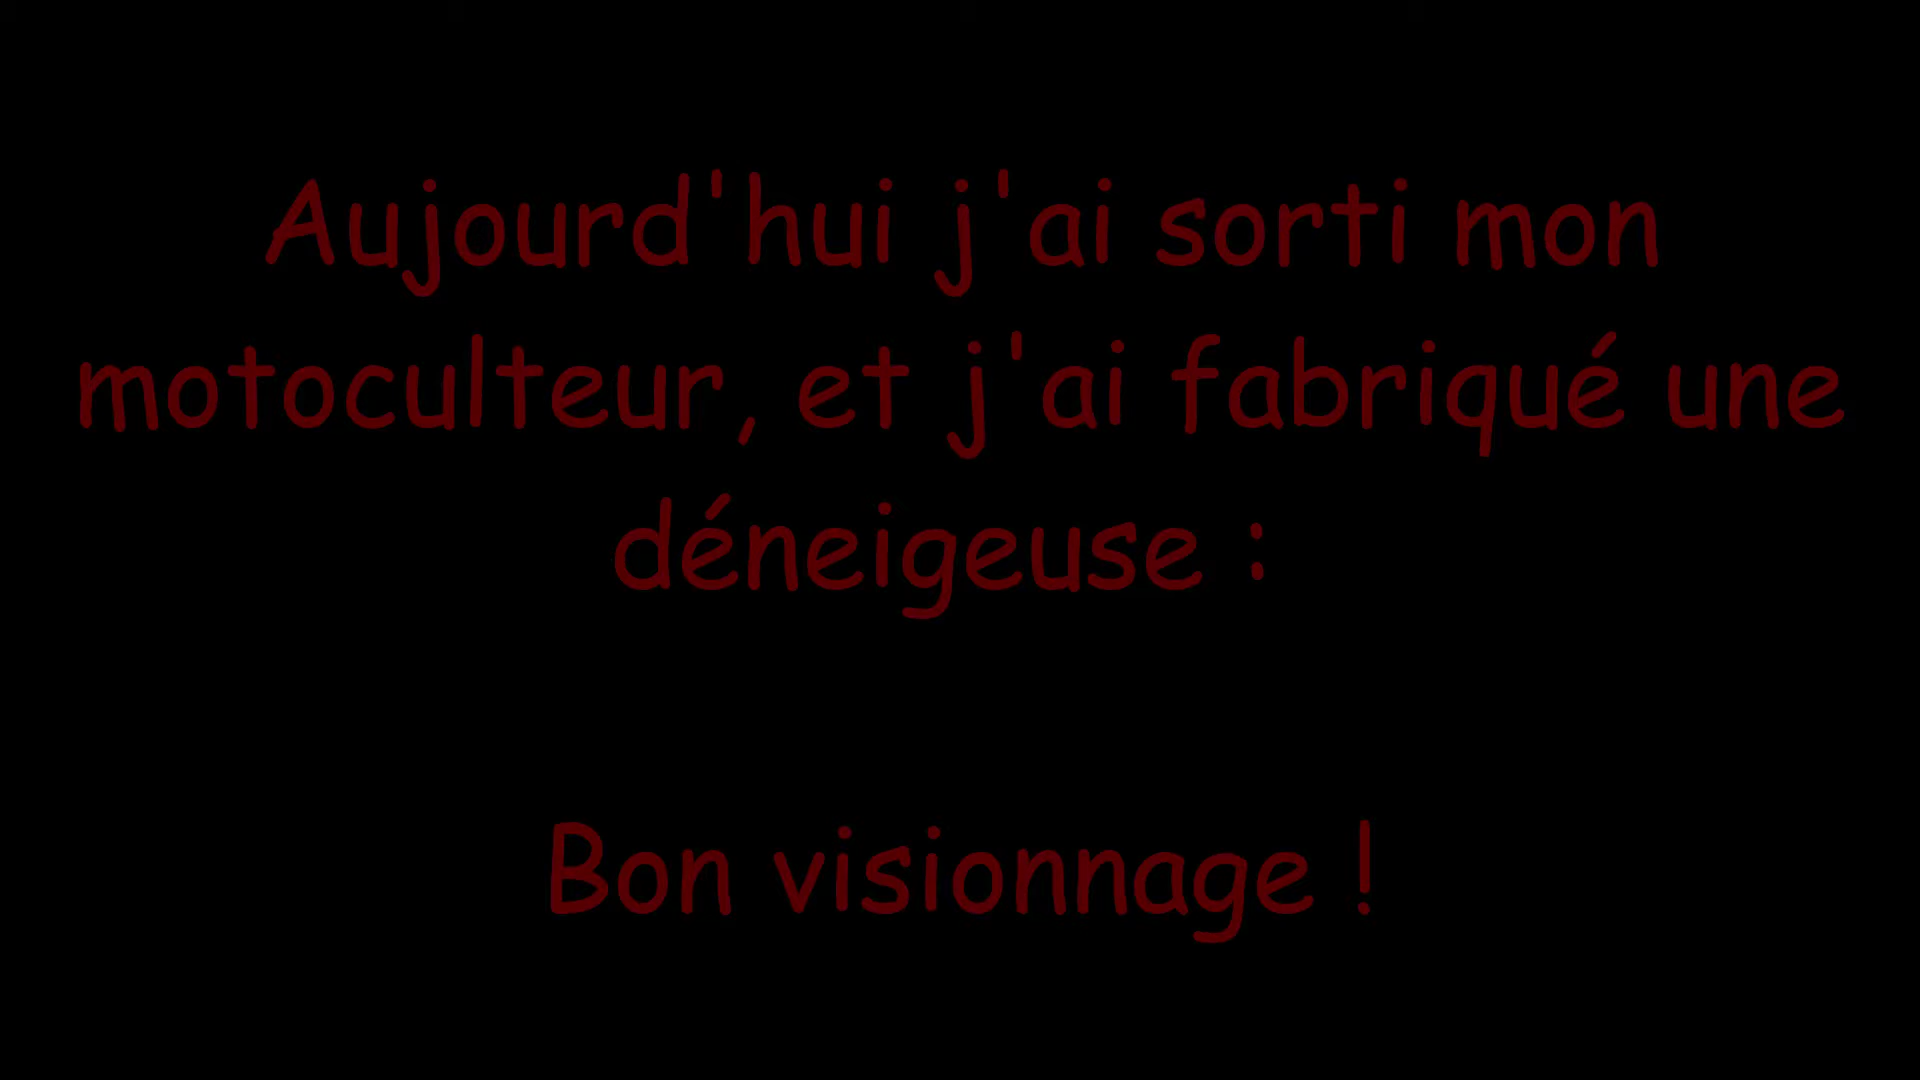 Aujourd'hui j'ai sorti mon
motoculteur, et j'ai fabriqué une
déneigeuse :
Bon visionnage !